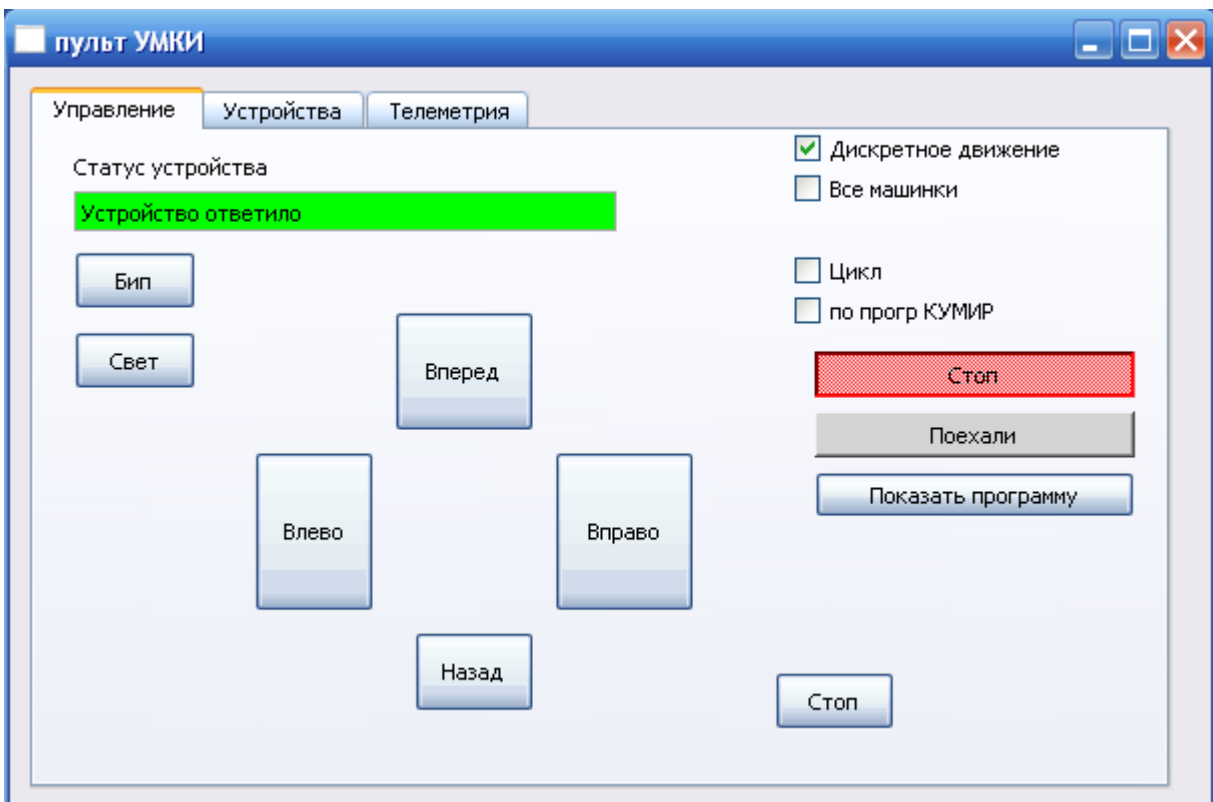 пульт УМКИ
Управление
Устройства
Телеметрия
Статус устройства
Устройство ответило
Дискретное движение
Все машинки
Бип
Цикл
по прогр КУМИР
Свет
Вперед
Стоп
Поехали
Показать программу
Влево
Вправо
Назад
Стоп